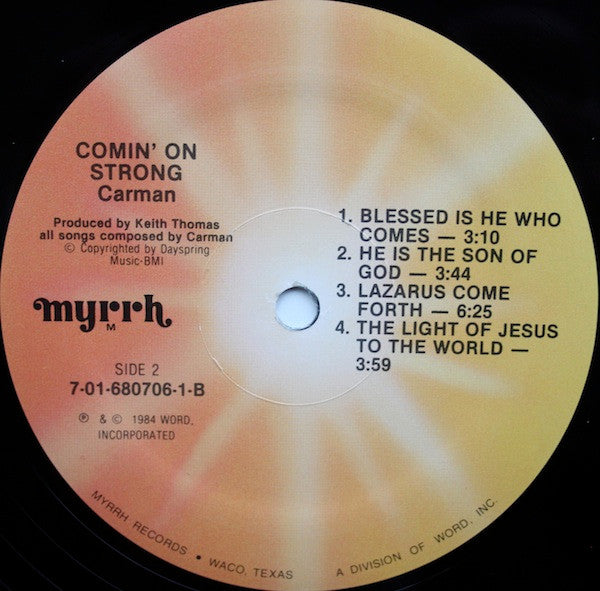 COMIN' ON
STRONG
Carman
Produced by Keith Thomas
all songs composed by Carman
© Copyrighted by Dayspring
Music-BMI
myrrh
M
SIDE 2
7-01-680706-1-B
℗ & © 1984 WORD,
INCORPORATED
1. BLESSED IS HE WHO
COMES — 3:10
2. HE IS THE SON OF
GOD — 3:44
3. LAZARUS COME
FORTH — 6:25
4. THE LIGHT OF JESUS
TO THE WORLD —
3:59
MYRRH RECORDS • WACO, TEXAS
A DIVISION OF WORD, INC.